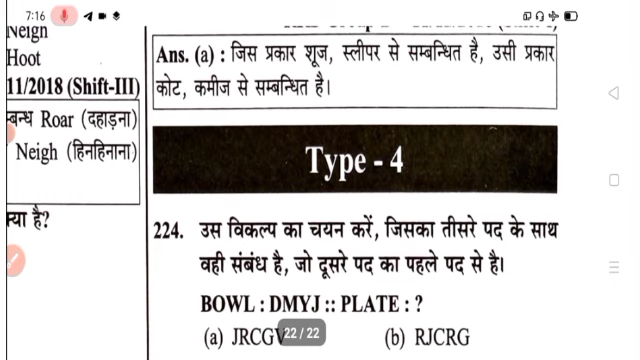 7:16
Neigh
Hoot
11/2018 (Shift-III)
म्बन्ध Roar (दहाड़ना)
Neigh (हिनहिनाना)
Ans. (a) : जिस प्रकार शूज, स्लीपर से सम्बन्धित है, उसी प्रकार
कोट, कमीज से सम्बन्धित है।
Type - 4
224. उस विकल्प का चयन करें, जिसका तीसरे पद के साथ
वही संबंध है, जो दूसरे पद का पहले पद से है।
BOWL : DMYJ :: PLATE : ?
(a) JRCGV
(b) RJCRG
22 / 22